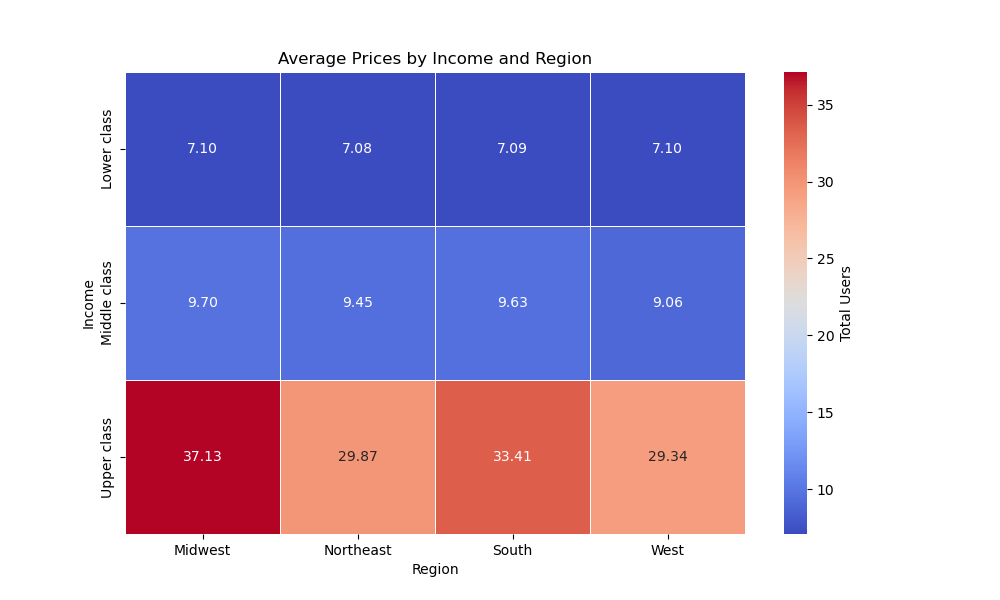 Average Prices by Income and Region
Income
Lower class
7.10 7.08 7.09 7.10
Middle class
9.70 9.45 9.63 9.06
Upper class
37.13 29.87 33.41 29.34
Midwest Northeast South West
Region
35
30
25
20
15
10
Total Users